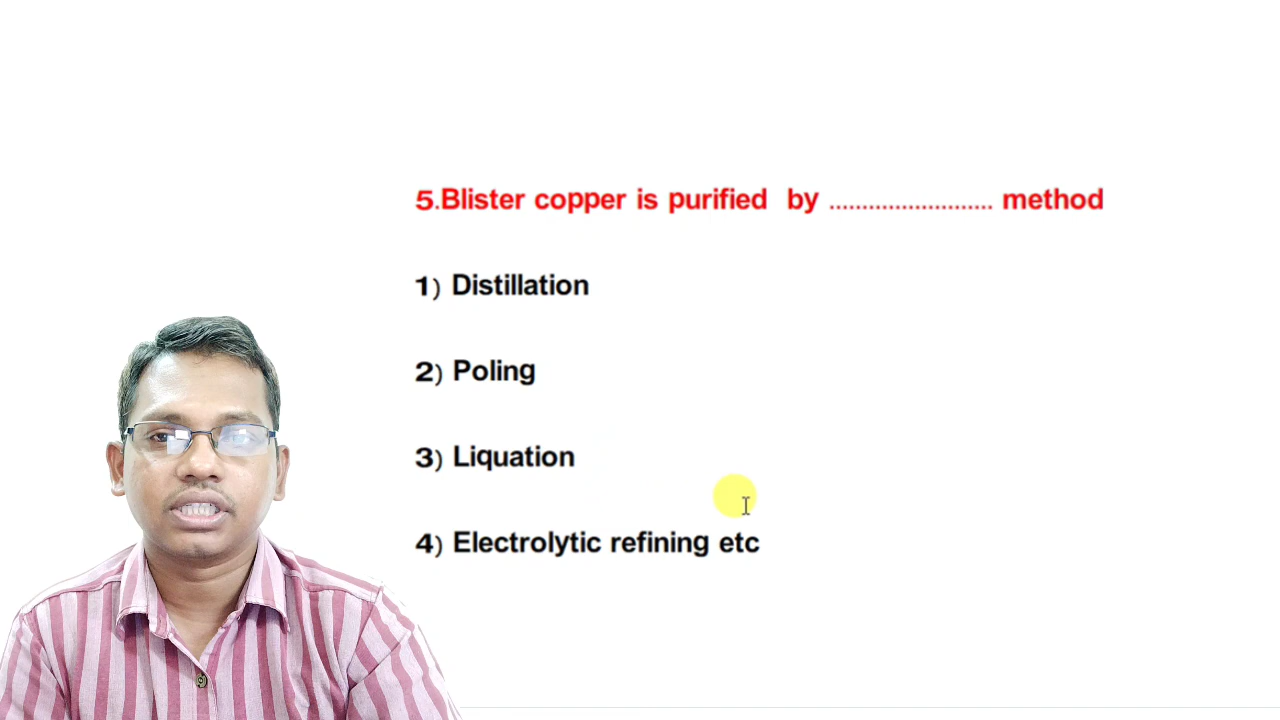 5.Blister copper is purified by ......................... method
1) Distillation
2) Poling
3) Liquation
4) Electrolytic refining etc